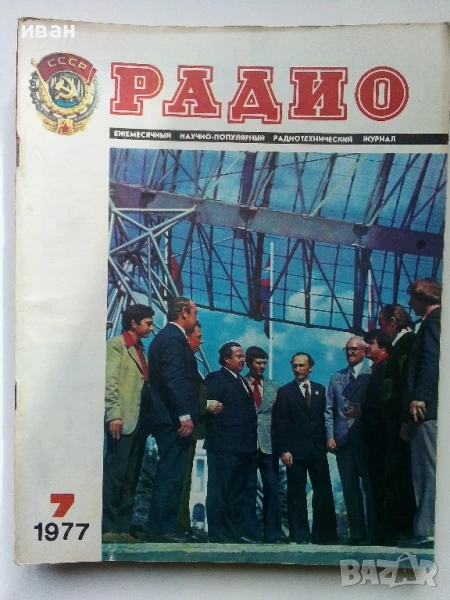 иван
СССР
РАДИО
ЕЖЕМЕСЯЧНЫЙ НАУЧНО-ПОПУЛЯРНЫЙ РАДИОТЕХНИЧЕСКИЙ ЖУРНАЛ
7
1977
BAZAR